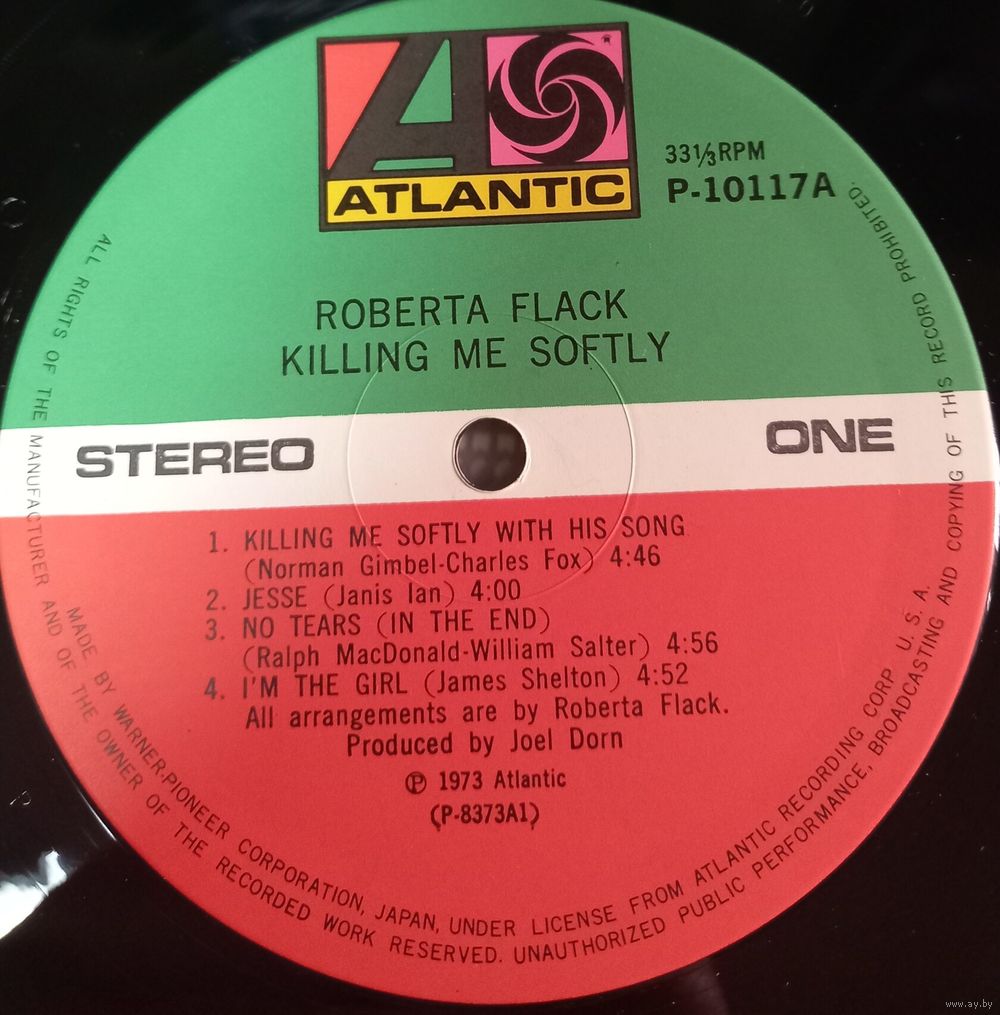 ATLANTIC
33 1/3 RPM
P-10117A
ROBERTA FLACK
KILLING ME SOFTLY
STEREO
ONE
1. KILLING ME SOFTLY WITH HIS SONG
(Norman Gimbel-Charles Fox) 4:46
2. JESSE (Janis Ian) 4:00
3. NO TEARS (IN THE END)
(Ralph MacDonald-William Salter) 4:56
4. I'M THE GIRL (James Shelton) 4:52
All arrangements are by Roberta Flack.
Produced by Joel Dorn
℗ 1973 Atlantic
(P-8373A1)
MADE BY WARNER-PIONEER CORPORATION, JAPAN, UNDER LICENSE FROM ATLANTIC RECORDING CORP. U. S. A.
ALL RIGHTS OF THE MANUFACTURER AND OF THE OWNER OF THE RECORDED WORK RESERVED. UNAUTHORIZED PUBLIC PERFORMANCE, BROADCASTING AND COPYING OF THIS RECORD PROHIBITED.
www.ay.by